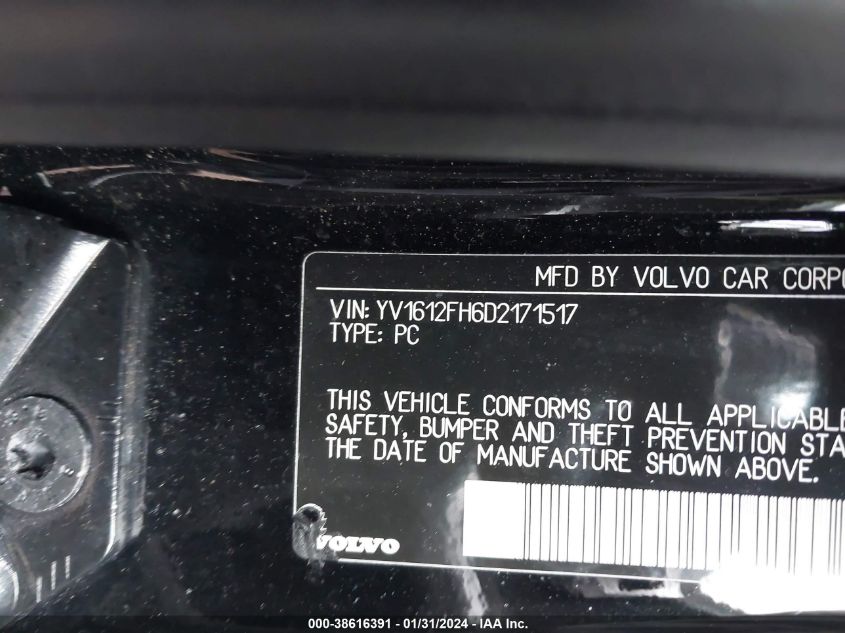 MFD BY VOLVO CAR CORPO
VIN: YV1612FH6D2171517
TYPE: PC
THIS VEHICLE CONFORMS TO ALL APPLICABLE
SAFETY, BUMPER AND THEFT PREVENTION STA
THE DATE OF MANUFACTURE SHOWN ABOVE.
VOLVO
000-38616391 - 01/31/2024 - IAA Inc.